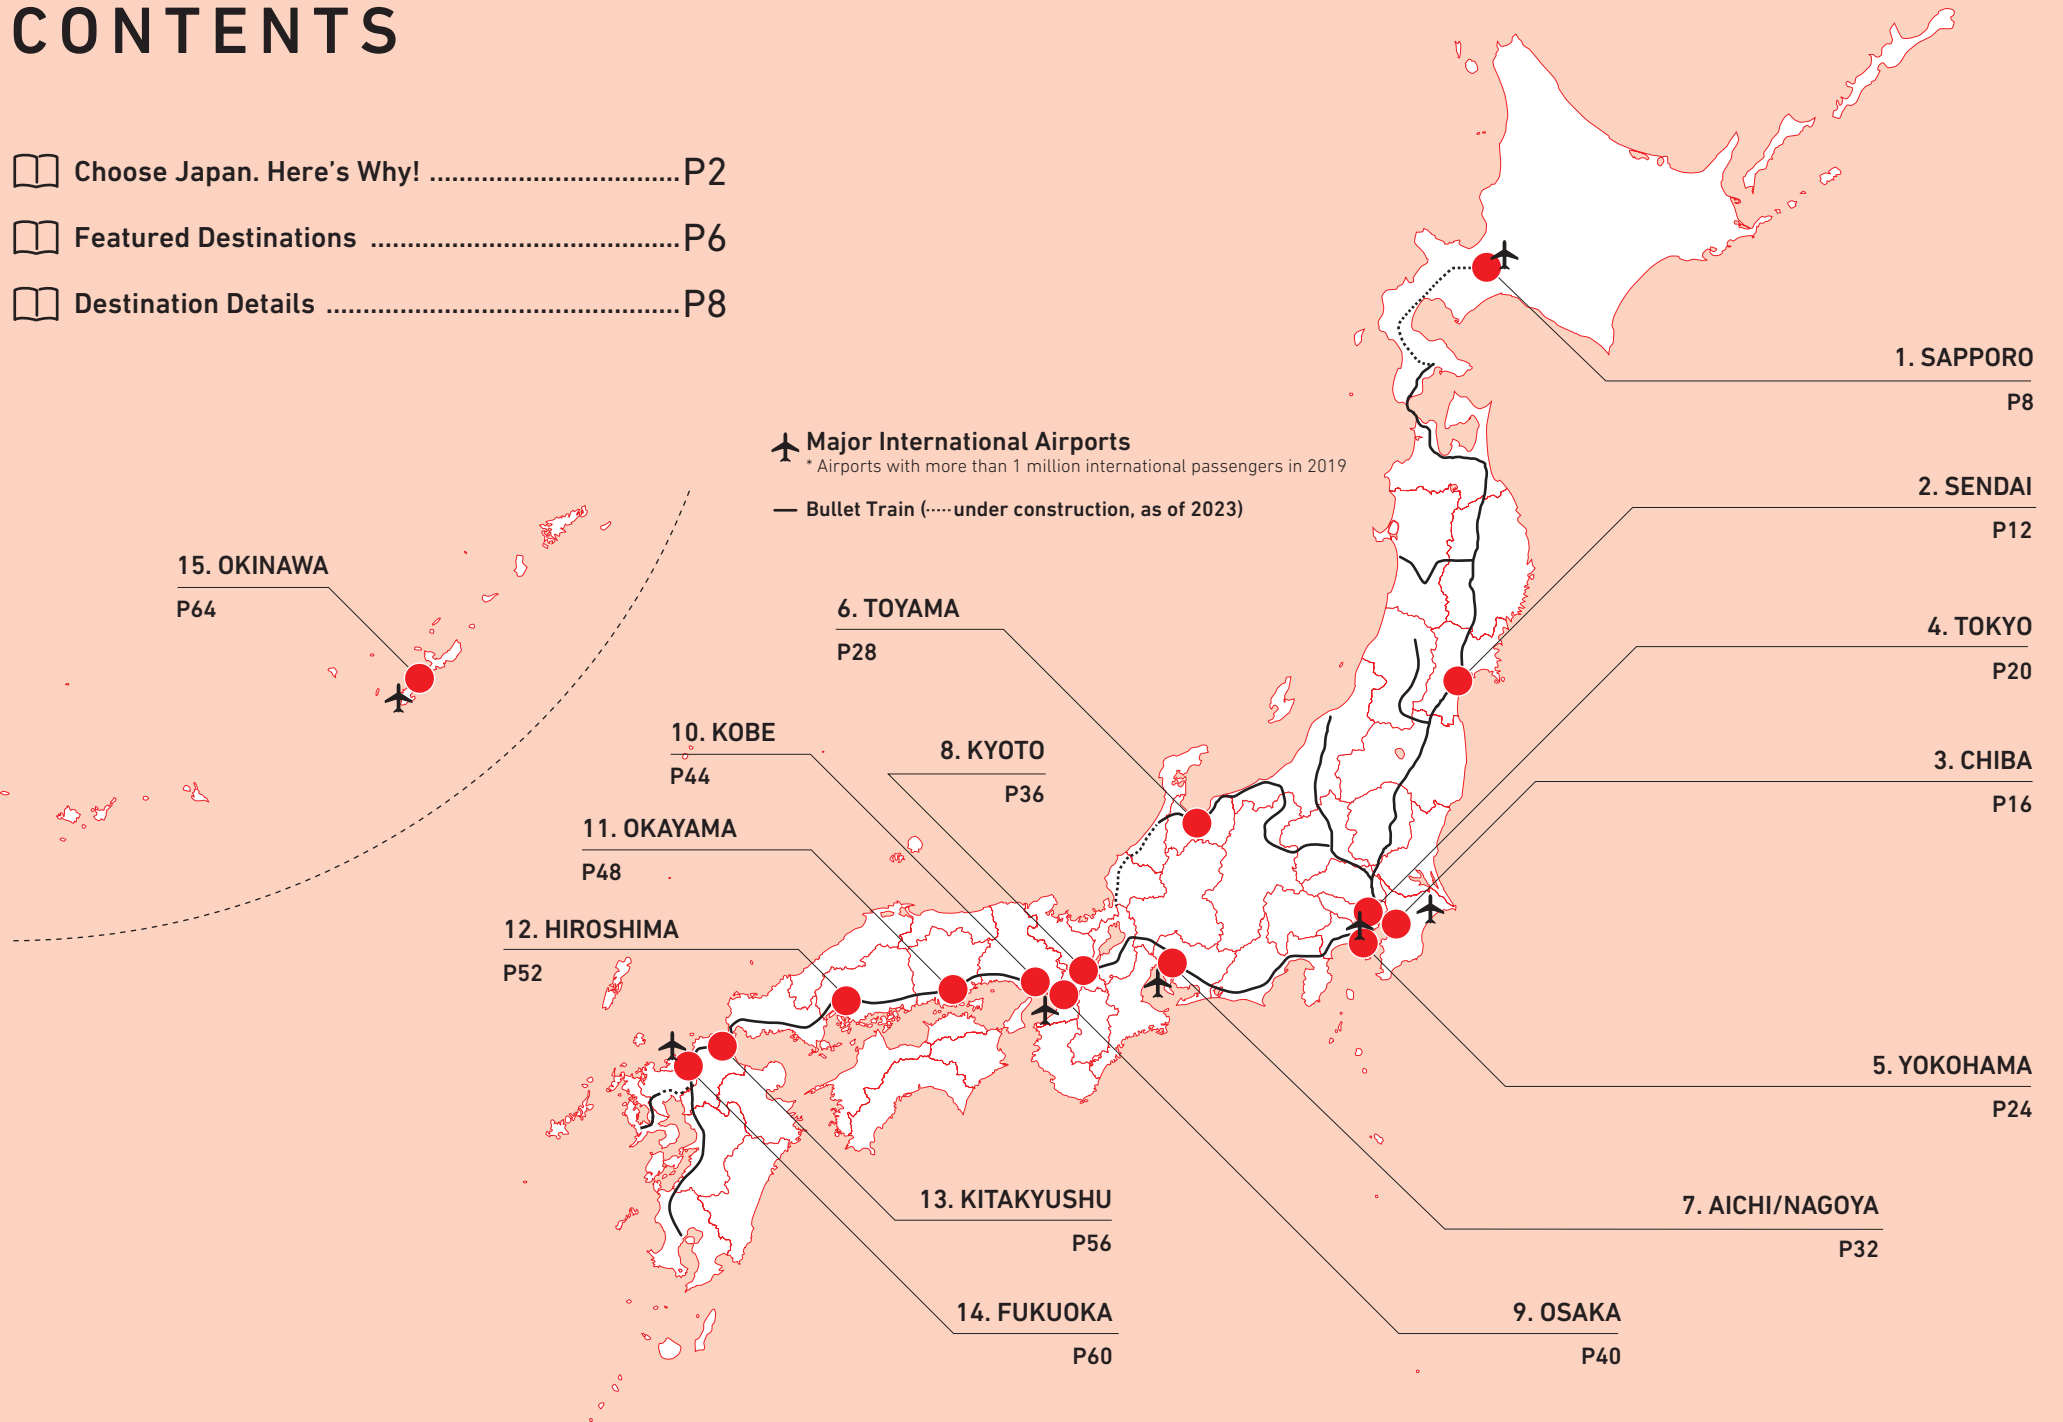 CONTENTS
Choose Japan. Here's Why! ..................................P2
Featured Destinations ..........................................P6
Destination Details ................................................P8
Major International Airports
* Airports with more than 1 million international passengers in 2019
Bullet Train (·····under construction, as of 2023)
1. SAPPORO
P8
2. SENDAI
P12
4. TOKYO
P20
3. CHIBA
P16
5. YOKOHAMA
P24
7. AICHI/NAGOYA
P32
9. OSAKA
P40
15. OKINAWA
P64
6. TOYAMA
P28
10. KOBE
P44
8. KYOTO
P36
11. OKAYAMA
P48
12. HIROSHIMA
P52
13. KITAKYUSHU
P56
14. FUKUOKA
P60